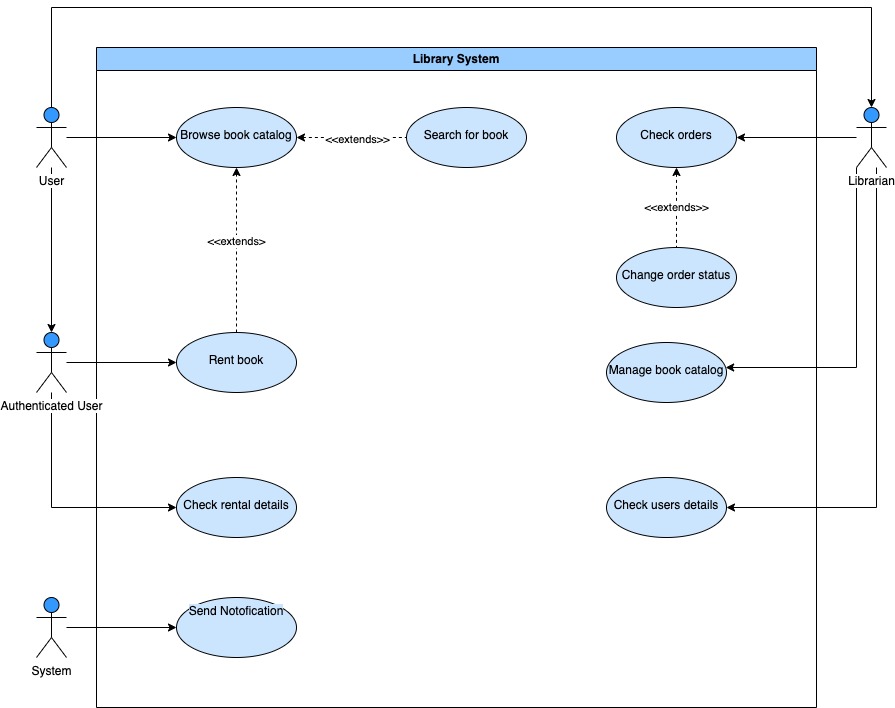 Library System
Browse book catalog
<<extends>>
Search for book
Check orders
User
Librarian
<<extends>>
<<extends>
Change order status
Rent book
Manage book catalog
Authenticated User
Check rental details
Check users details
Send Notofication
System